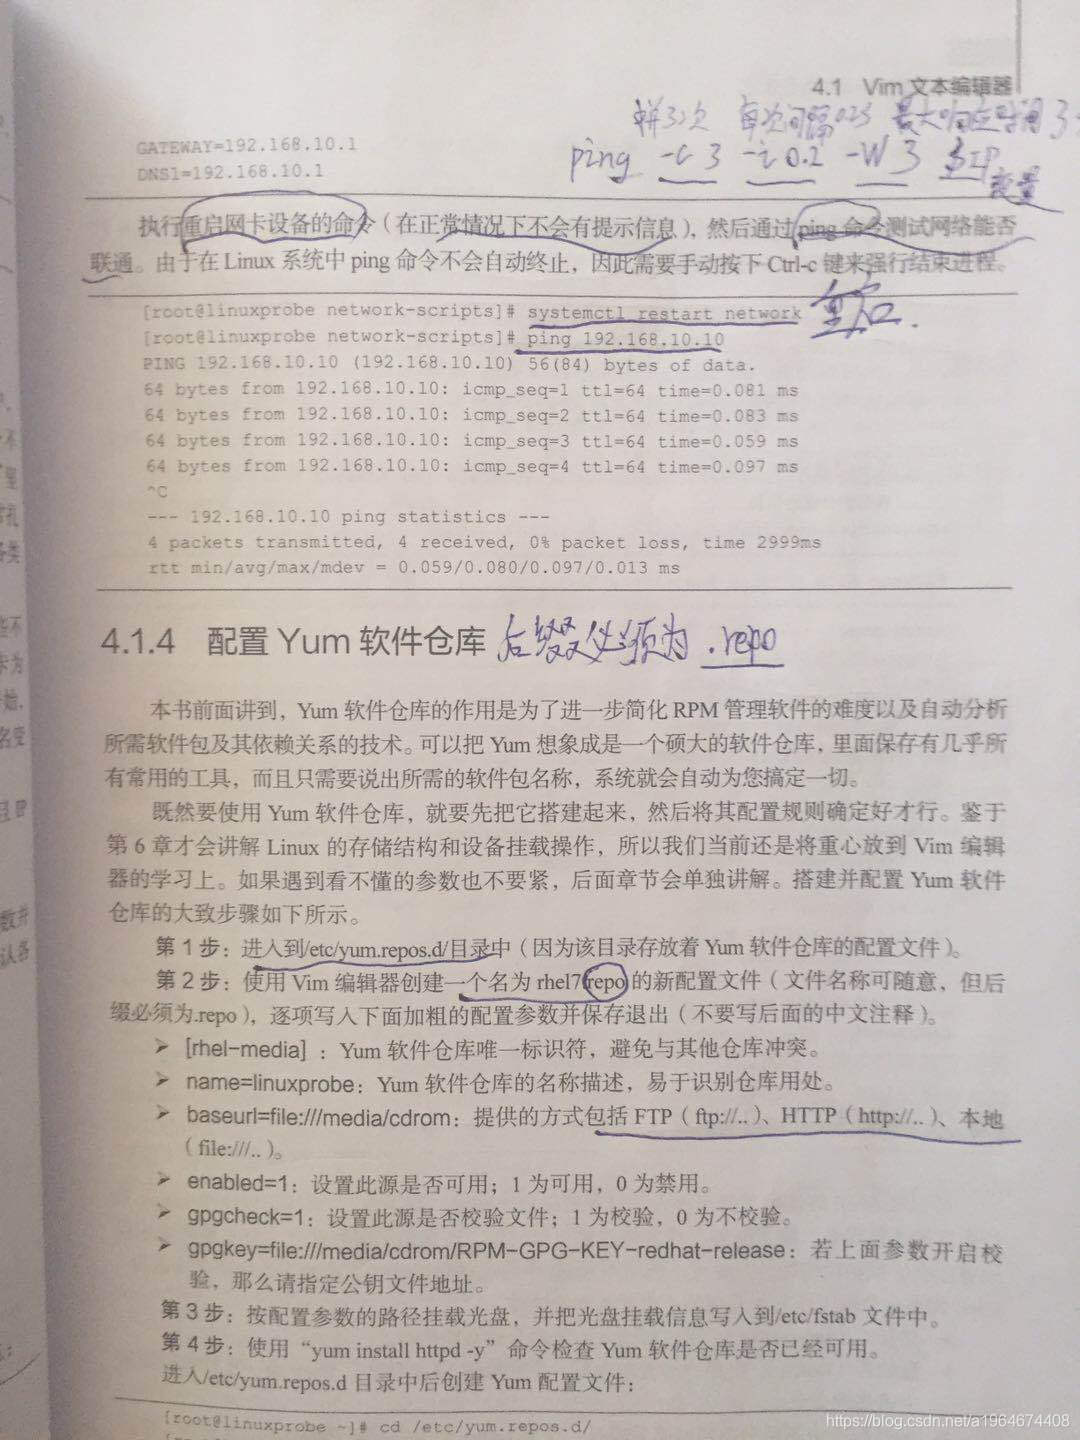 4.1 Vim 文本编辑器
拼3次 每次间隔0.2s 最大响应时间3
ping -c 3 -i 0.2 -W 3 $IP
变量
GATEWAY=192.168.10.1
DNS1=192.168.10.1
执行重启网卡设备的命令（在正常情况下不会有提示信息），然后通过 ping 命令测试网络能否
联通。由于在 Linux 系统中 ping 命令不会自动终止，因此需要手动按下 Ctrl-c 键来强行结束进程。
[root@linuxprobe network-scripts]# systemctl restart network 重启.
[root@linuxprobe network-scripts]# ping 192.168.10.10
PING 192.168.10.10 (192.168.10.10) 56(84) bytes of data.
64 bytes from 192.168.10.10: icmp_seq=1 ttl=64 time=0.081 ms
64 bytes from 192.168.10.10: icmp_seq=2 ttl=64 time=0.083 ms
64 bytes from 192.168.10.10: icmp_seq=3 ttl=64 time=0.059 ms
64 bytes from 192.168.10.10: icmp_seq=4 ttl=64 time=0.097 ms
^C
--- 192.168.10.10 ping statistics ---
4 packets transmitted, 4 received, 0% packet loss, time 2999ms
rtt min/avg/max/mdev = 0.059/0.080/0.097/0.013 ms
4.1.4 配置 Yum 软件仓库 后缀必须为 .repo
本书前面讲到，Yum 软件仓库的作用是为了进一步简化 RPM 管理软件的难度以及自动分析
所需软件包及其依赖关系的技术。可以把 Yum 想象成是一个硕大的软件仓库，里面保存有几乎所
有常用的工具，而且只需要说出所需的软件包名称，系统就会自动为您搞定一切。
既然要使用 Yum 软件仓库，就要先把它搭建起来，然后将其配置规则确定好才行。鉴于
第 6 章才会讲解 Linux 的存储结构和设备挂载操作，所以我们当前还是将重心放到 Vim 编辑
器的学习上。如果遇到看不懂的参数也不要紧，后面章节会单独讲解。搭建并配置 Yum 软件
仓库的大致步骤如下所示。
第 1 步：进入到/etc/yum.repos.d/目录中（因为该目录存放着 Yum 软件仓库的配置文件）。
第 2 步：使用 Vim 编辑器创建一个名为 rhel7.repo 的新配置文件（文件名称可随意，但后
缀必须为.repo），逐项写入下面加粗的配置参数并保存退出（不要写后面的中文注释）。
➢ [rhel-media] ：Yum 软件仓库唯一标识符，避免与其他仓库冲突。
➢ name=linuxprobe：Yum 软件仓库的名称描述，易于识别仓库用处。
➢ baseurl=file:///media/cdrom：提供的方式包括 FTP（ftp://..）、HTTP（http://..）、本地
（file:///..）。
➢ enabled=1：设置此源是否可用；1 为可用，0 为禁用。
➢ gpgcheck=1：设置此源是否校验文件；1 为校验，0 为不校验。
➢ gpgkey=file:///media/cdrom/RPM-GPG-KEY-redhat-release：若上面参数开启校
验，那么请指定公钥文件地址。
第 3 步：按配置参数的路径挂载光盘，并把光盘挂载信息写入到/etc/fstab 文件中。
第 4 步：使用“yum install httpd -y”命令检查 Yum 软件仓库是否已经可用。
进入/etc/yum.repos.d 目录中后创建 Yum 配置文件：
[root@linuxprobe ~]# cd /etc/yum.repos.d/
https://blog.csdn.net/a1964674408